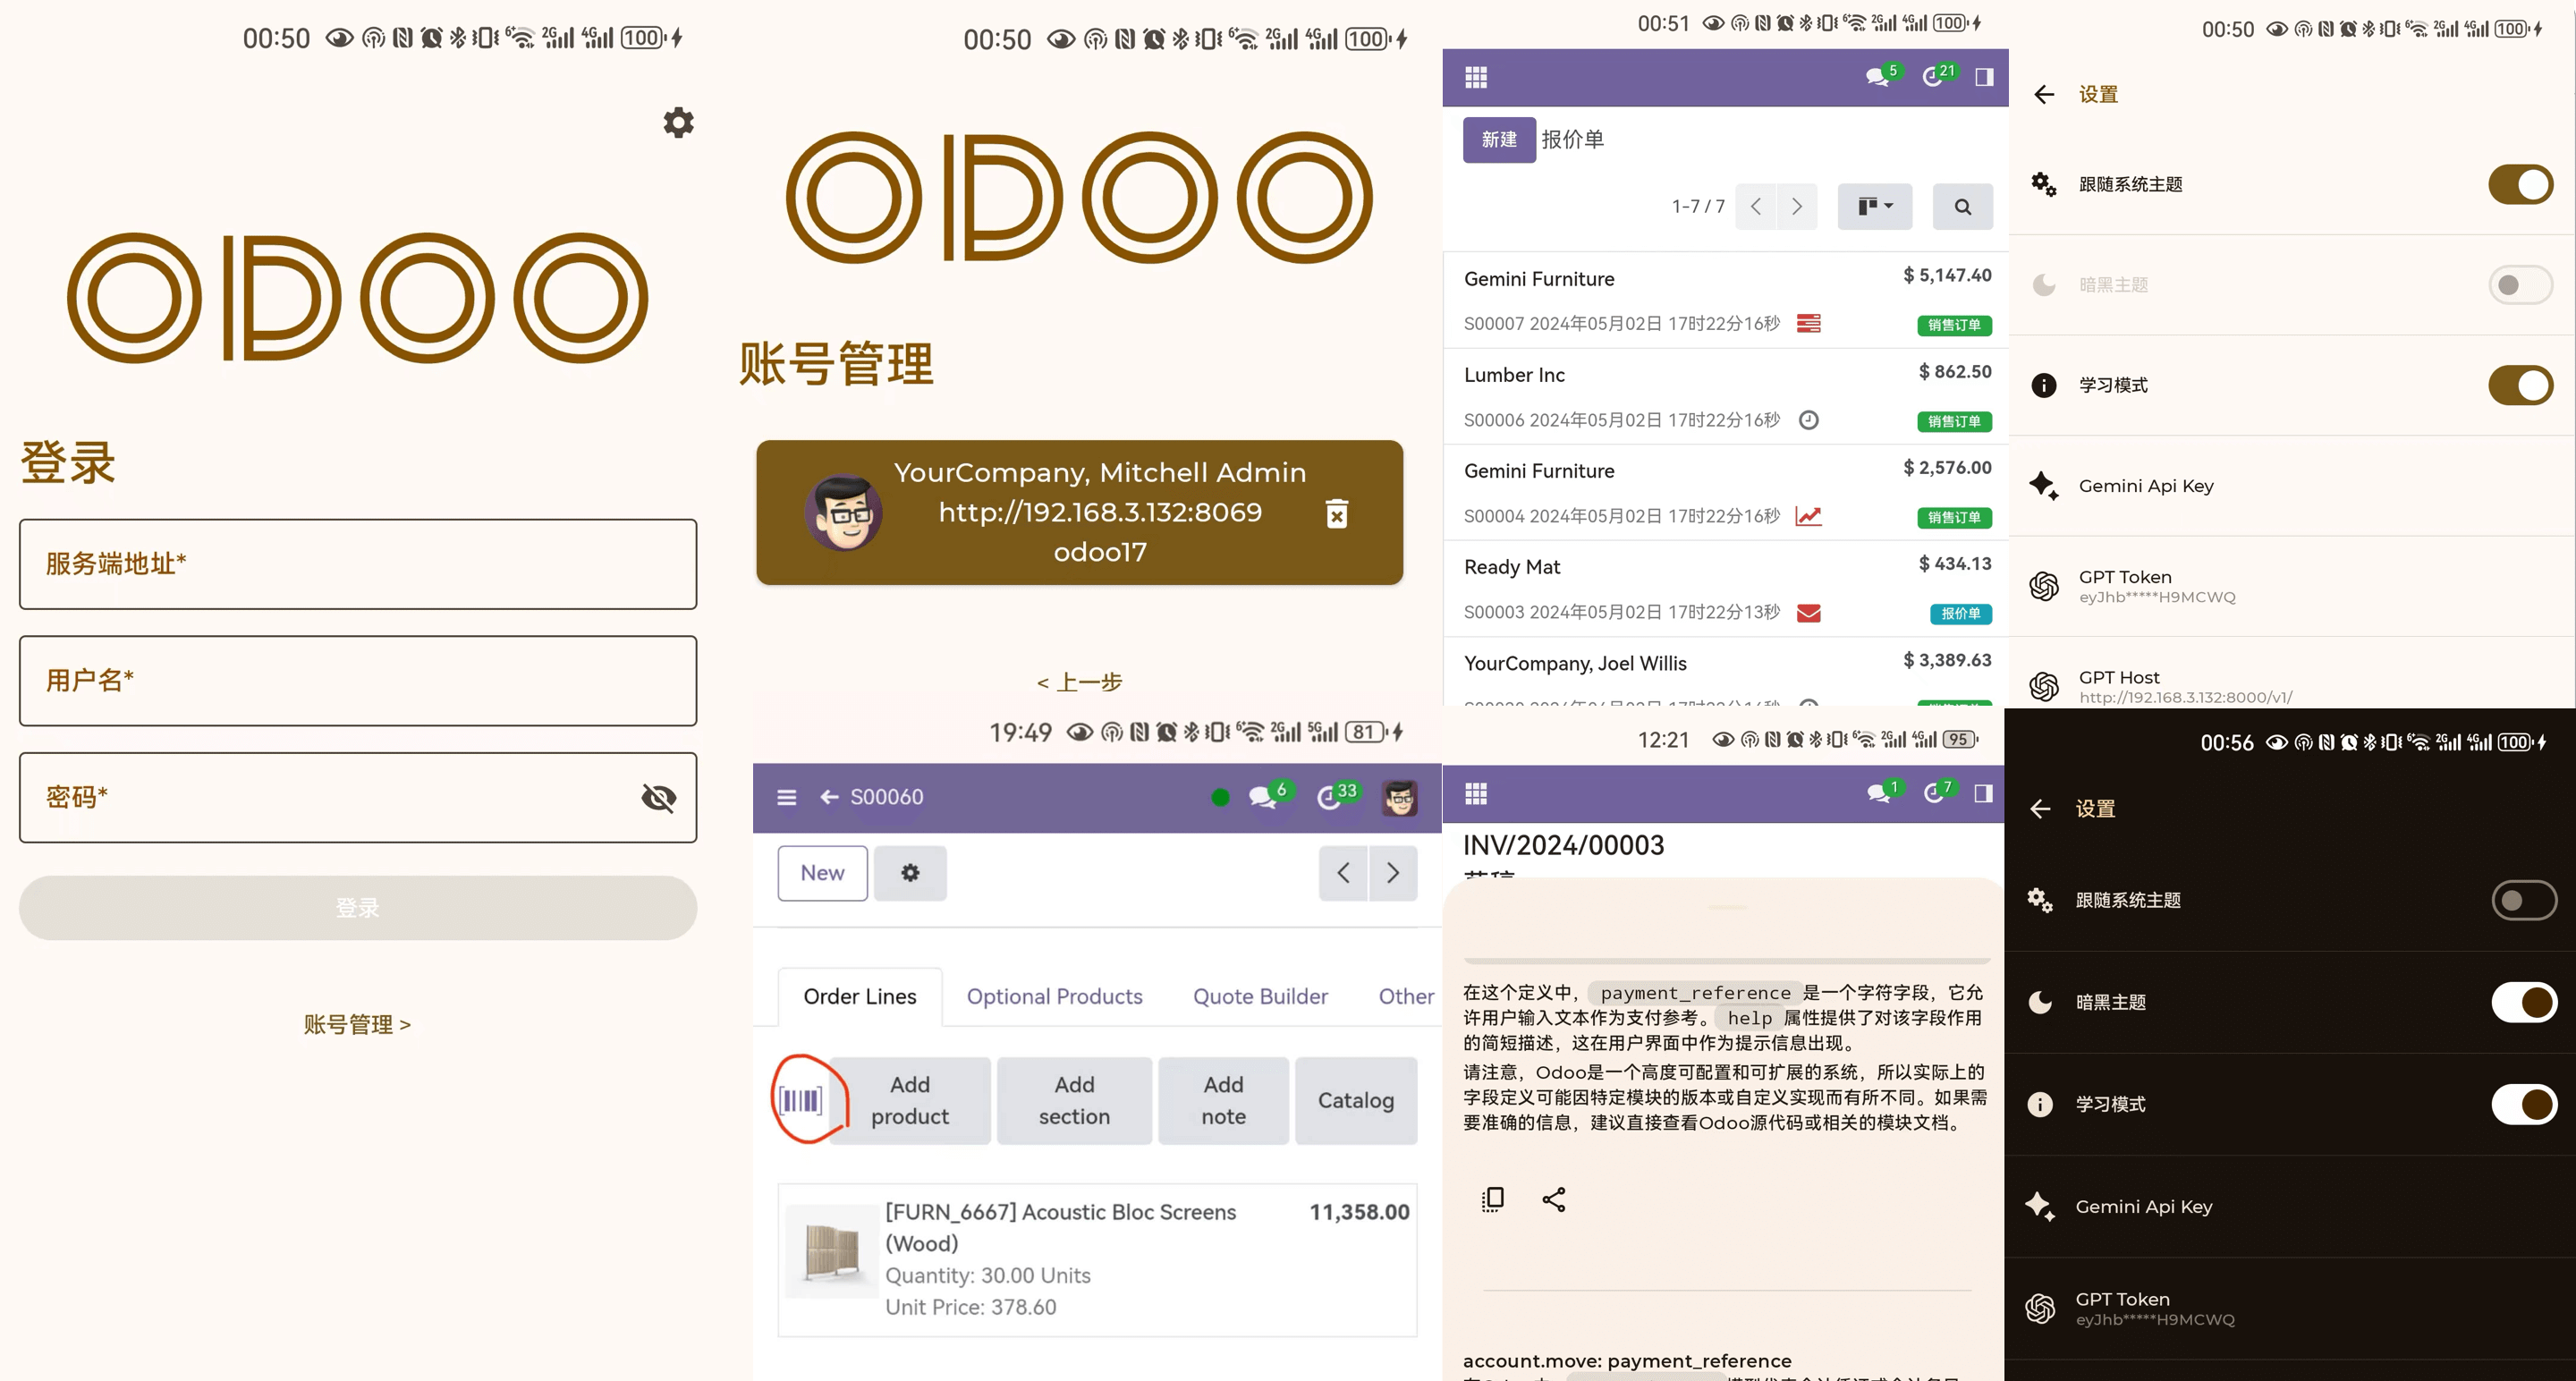 00:50
2G
4G
100
ODOO
登录
服务端地址*
用户名*
密码*
登录
账号管理 >
00:50
2G
4G
100
ODOO
账号管理
YourCompany, Mitchell Admin
http://192.168.3.132:8069
odoo17
< 上一步
19:49
2G
5G
81
S00060
6
33
New
Order Lines
Optional Products
Quote Builder
Other
Add product
Add section
Add note
Catalog
[FURN_6667] Acoustic Bloc Screens
(Wood)
11,358.00
Quantity: 30.00 Units
Unit Price: 378.60
00:51
2G
4G
100
5
21
新建 报价单
1-7 / 7
Gemini Furniture
$ 5,147.40
S00007 2024年05月02日 17时22分16秒
销售订单
Lumber Inc
$ 862.50
S00006 2024年05月02日 17时22分16秒
销售订单
Gemini Furniture
$ 2,576.00
S00004 2024年05月02日 17时22分16秒
销售订单
Ready Mat
$ 434.13
S00003 2024年05月02日 17时22分13秒
报价单
YourCompany, Joel Willis
$ 3,389.63
12:21
2G
4G
95
1
7
INV/2024/00003
在这个定义中， payment_reference 是一个字符字段，它允
许用户输入文本作为支付参考。 help 属性提供了对该字段作用
的简短描述，这在用户界面中作为提示信息出现。
请注意，Odoo是一个高度可配置和可扩展的系统，所以实际上的
字段定义可能因特定模块的版本或自定义实现而有所不同。如果需
要准确的信息，建议直接查看Odoo源代码或相关的模块文档。
account.move: payment_reference
00:50
2G
4G
100
设置
跟随系统主题
暗黑主题
学习模式
Gemini Api Key
GPT Token
eyJhb*****H9MCWQ
GPT Host
http://192.168.3.132:8000/v1/
00:56
2G
4G
100
设置
跟随系统主题
暗黑主题
学习模式
Gemini Api Key
GPT Token
eyJhb*****H9MCWQ